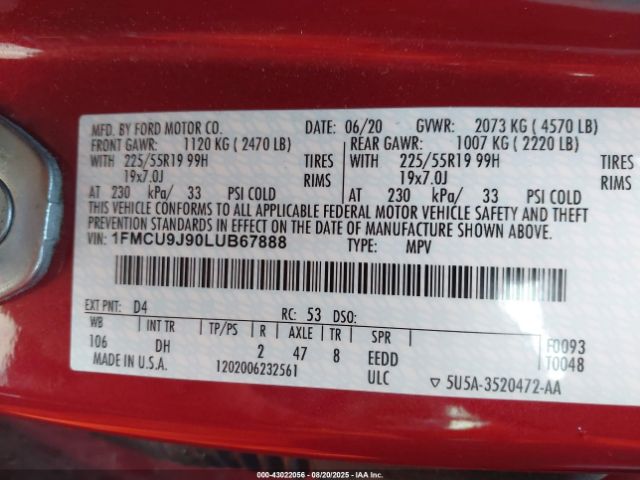 MFD. BY FORD MOTOR CO. DATE: 06/20 GVWR: 2073 KG ( 4570 LB)
FRONT GAWR: 1120 KG ( 2470 LB) REAR GAWR: 1007 KG ( 2220 LB)
WITH 225/55R19 99H TIRES WITH 225/55R19 99H TIRES
19x7.0J RIMS 19x7.0J RIMS
AT 230 kPa/ 33 PSI COLD AT 230 kPa/ 33 PSI COLD
THIS VEHICLE CONFORMS TO ALL APPLICABLE FEDERAL MOTOR VEHICLE SAFETY AND THEFT
PREVENTION STANDARDS IN EFFECT ON THE DATE OF MANUFACTURE SHOWN ABOVE.
VIN: 1FMCU9J90LUB67888 TYPE: MPV
EXT PNT: D4 RC: 53 DSO:
WB INT TR TP/PS R AXLE TR SPR
106 DH 2 47 8 EEDD
F0093
T0048
MADE IN U.S.A. 1202006232561 ULC ▽ 5U5A-3520472-AA
000-43022056 - 08/20/2025 - IAAI.COM